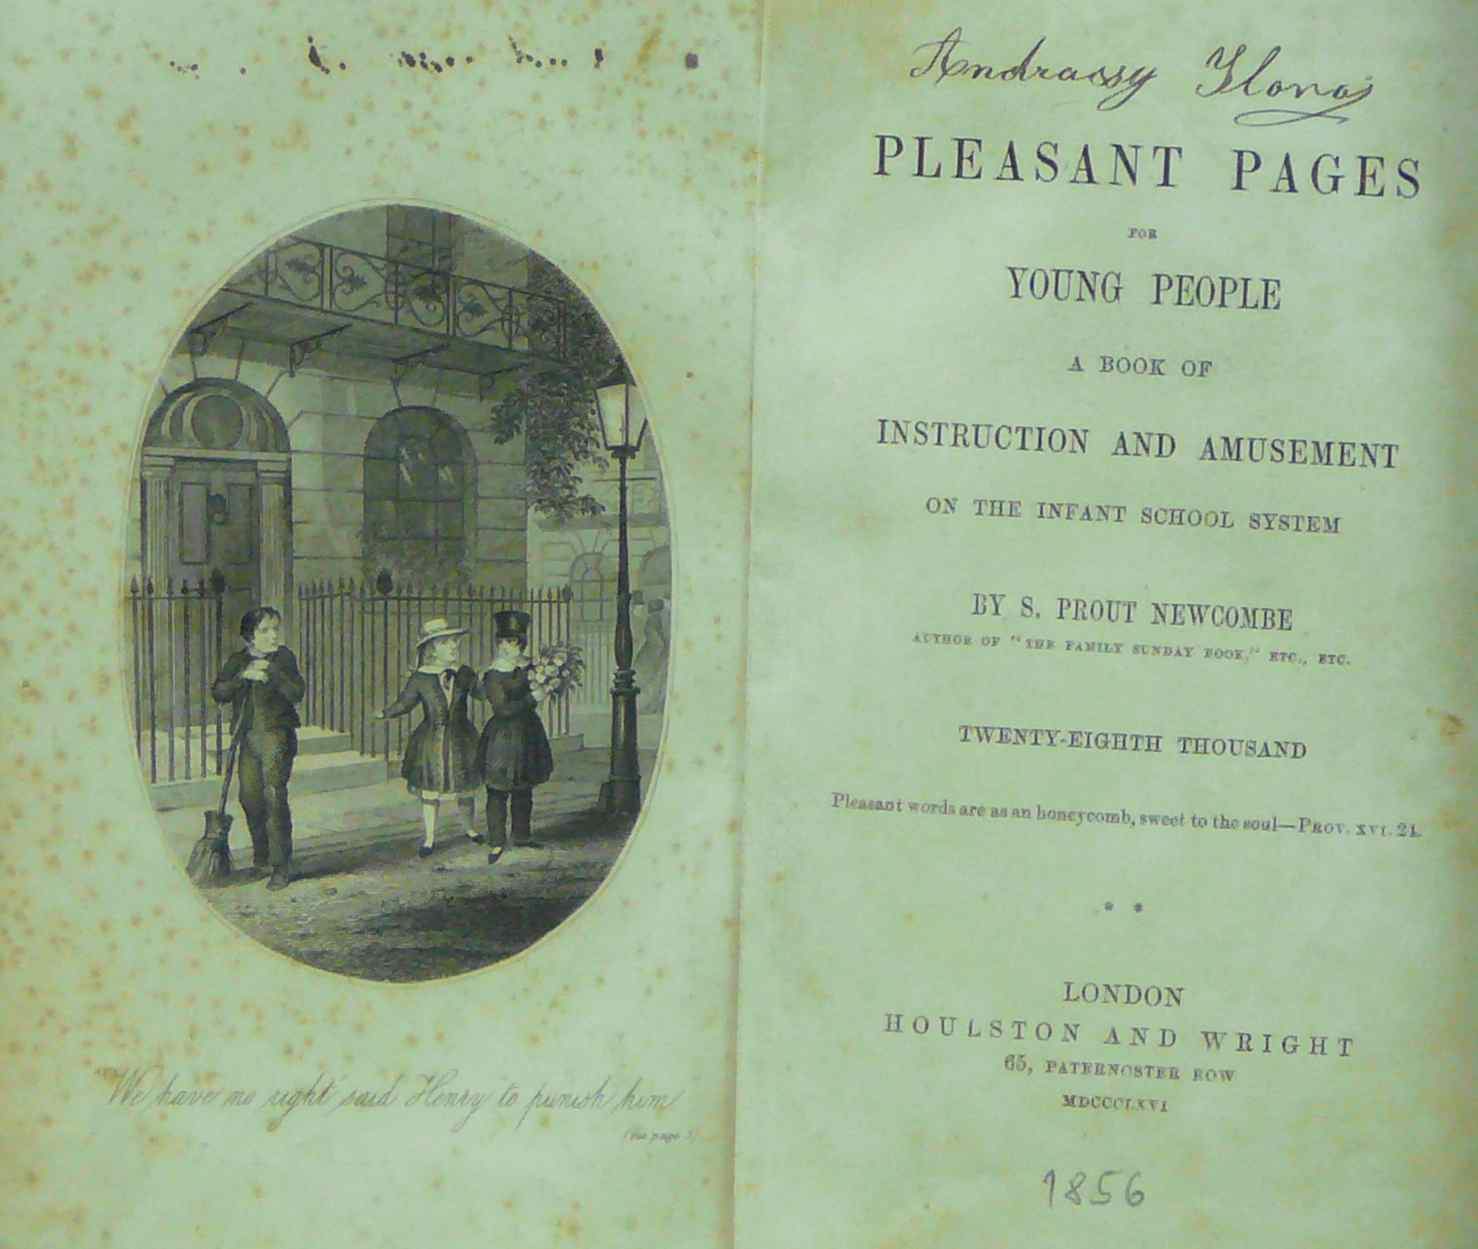 "We have no right" said Henry "to punish him
(see page 3)
Andrassy Ilona
PLEASANT PAGES
FOR
YOUNG PEOPLE
A BOOK OF
INSTRUCTION AND AMUSEMENT
ON THE INFANT SCHOOL SYSTEM
BY S. PROUT NEWCOMBE
AUTHOR OF "THE FAMILY SUNDAY BOOK," ETC., ETC.
TWENTY-EIGHTH THOUSAND
Pleasant words are as an honeycomb, sweet to the soul—PROV. XVI. 24.
* *
LONDON
HOULSTON AND WRIGHT
65, PATERNOSTER ROW
MDCCCLXVI
1856